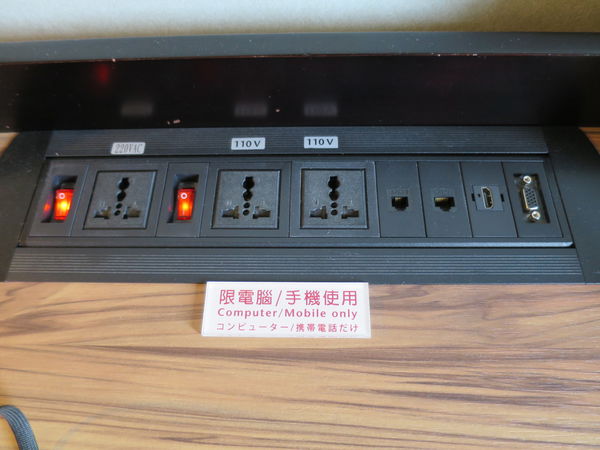 220VAC
110V
110V
限電腦/手機使用
Computer/Mobile only
コンピューター/携帯電話だけ